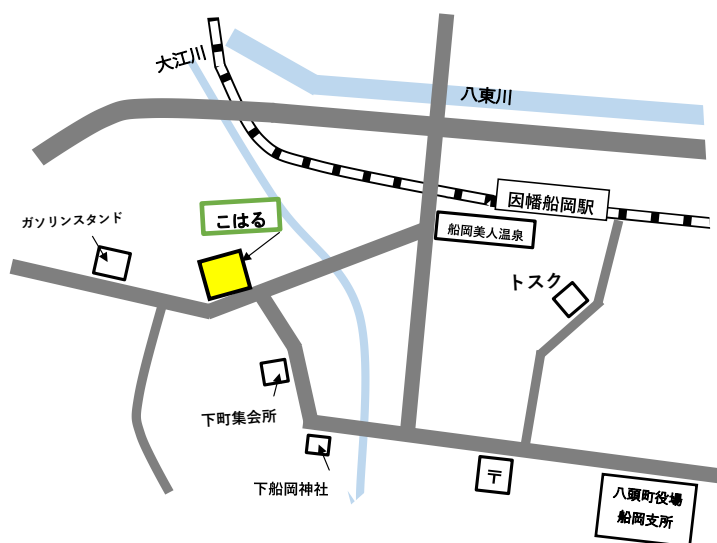 大江川
八東川
因幡船岡駅
こはる
ガソリンスタンド
船岡美人温泉
トスク
下町集会所
下船岡神社
〒
八頭町役場
船岡支所